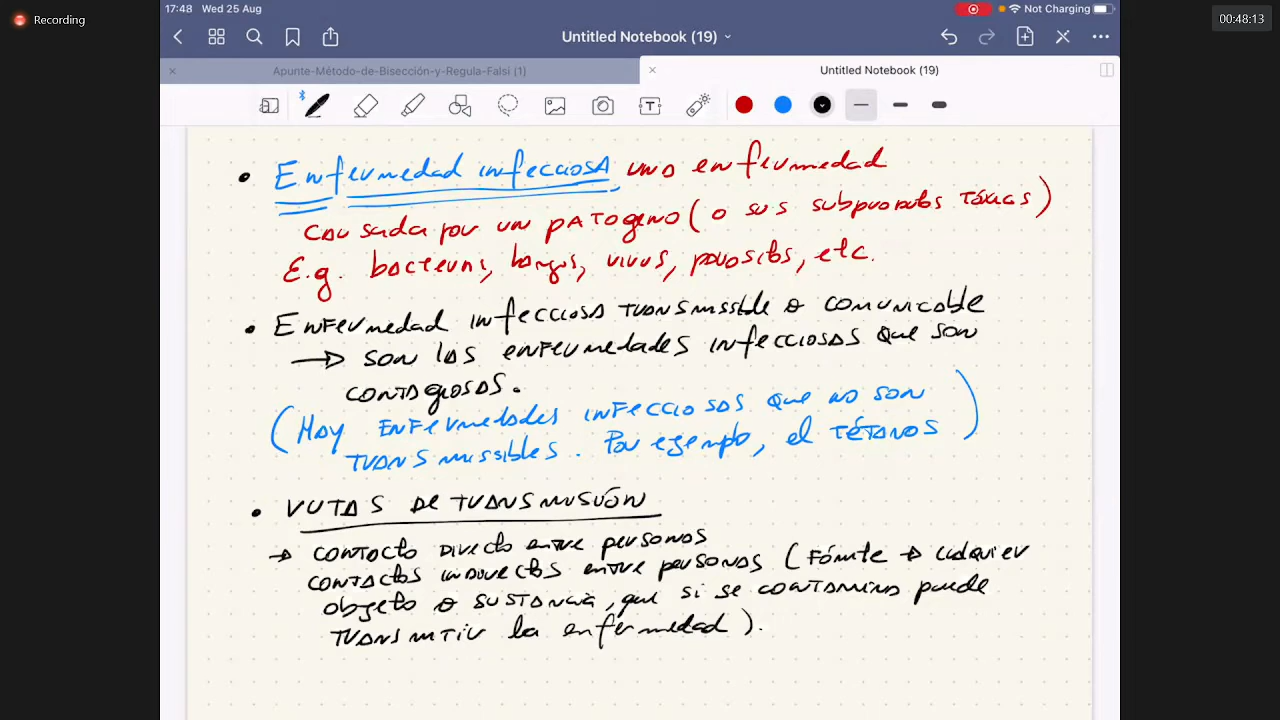 Recording
17:48 Wed 25 Aug
Not Charging
00:48:13
Untitled Notebook (19)
Apunte-Método-de-Bisección-y-Regula-Falsi (1)
Untitled Notebook (19)
• Enfermedad infecciosa una enfermedad
causada por un patogeno (o sus subproductos tóxicos)
E.g. bacterias, hongos, virus, parasitos, etc.
• Enfermedad infecciosa transmisible o comunicable
→ son las enfermedades infecciosas que son
contagiosas.
(Hay enfermedades infecciosas que no son
transmissibles. Por ejemplo, el tétanos)
• rutas de transmisión
→ contacto directo entre personas
contactos indirectos entre personas (Fómite → cualquier
objeto o sustancia, que si se contamina puede
transmitir la enfermedad).